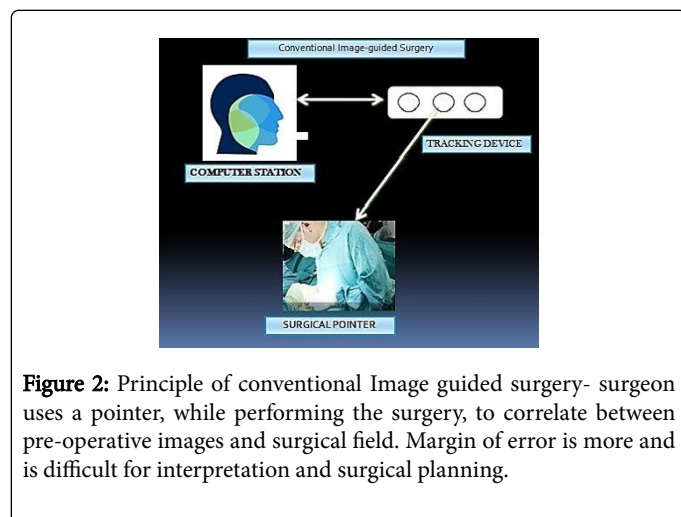 Conventional Image-guided Surgery
TRACKING DEVICE
COMPUTER STATION
SURGICAL POINTER
Figure 2: Principle of conventional Image guided surgery- surgeon
uses a pointer, while performing the surgery, to correlate between
pre-operative images and surgical field. Margin of error is more and
is difficult for interpretation and surgical planning.